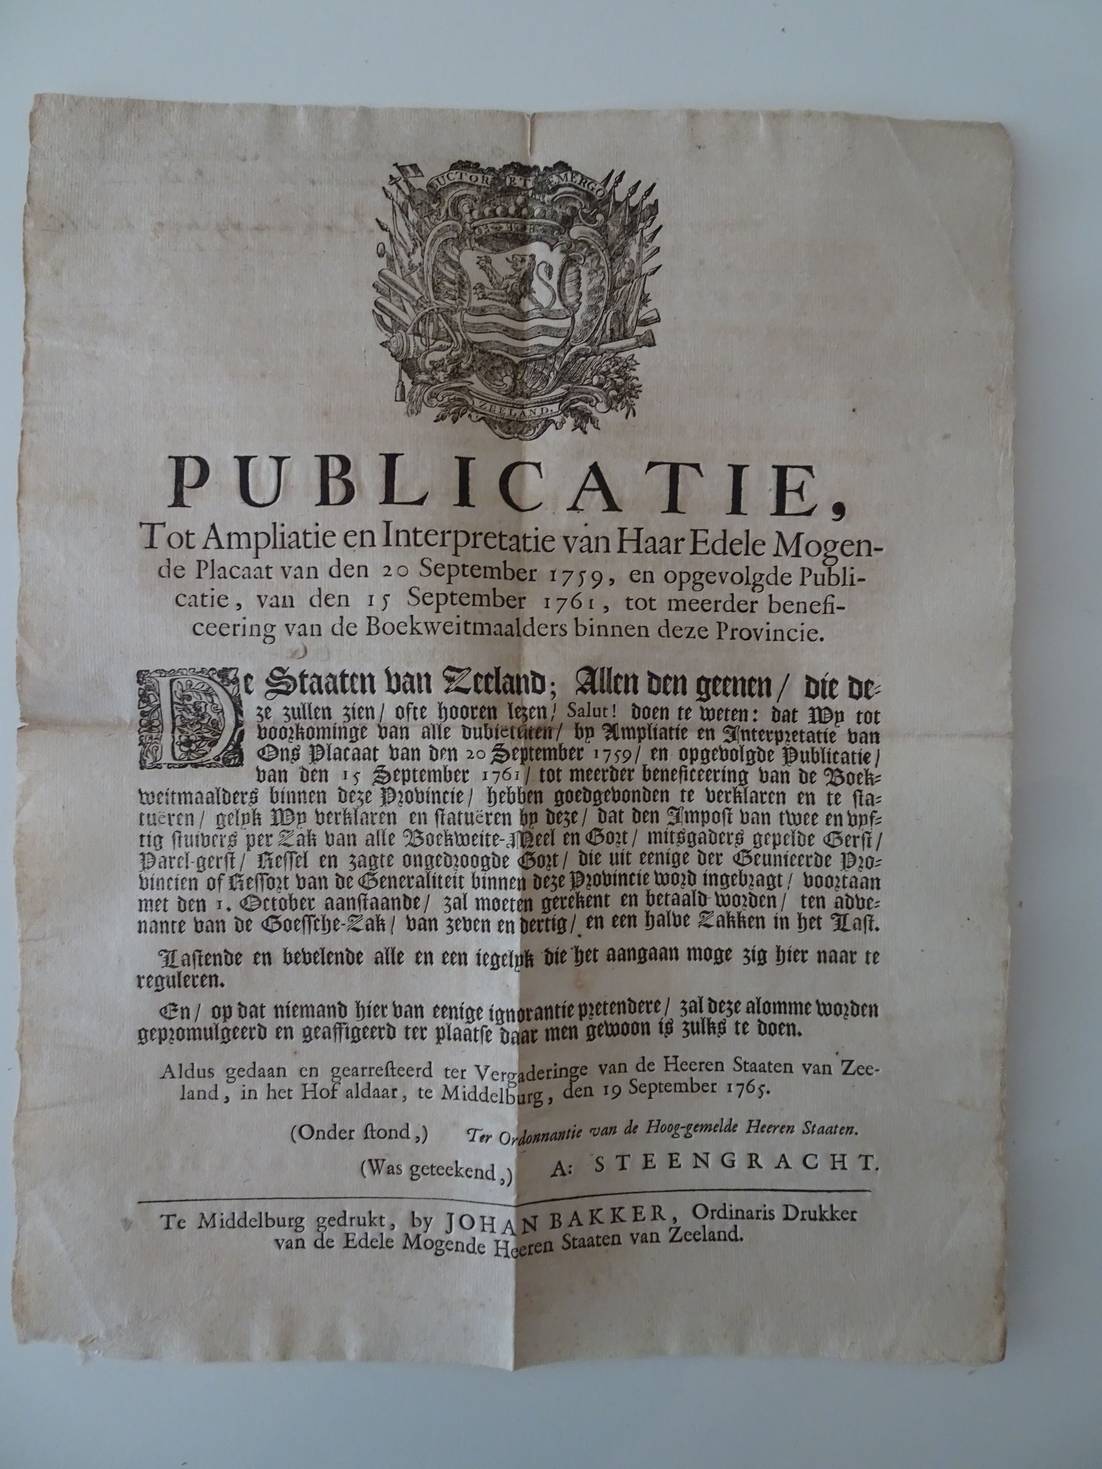 LUCTOR ET EMERGO
ZEELAND.
PUBLICATIE,
Tot Ampliatie en Interpretatie van Haar Edele Mogen-
de Placaat van den 20 September 1759, en opgevolgde Publi-
catie, van den 15 September 1761, tot meerder benefi-
ceering van de Boekweitmaalders binnen deze Provincie.
De Staaten van Zeeland; Allen den geenen/ die de-
ze zullen zien/ ofte hooren lezen/ Salut! doen te weten: dat Wy tot
voorkominge van alle dubietiten/ by Ampliatie en Interpretatie van
Ons Placaat van den 20 September 1759/ en opgevolgde Publicatie/
van den 15 September 1761/ tot meerder beneficeering van de Boek-
weitmaalders binnen deze Provincie/ hebben goedgevonden te verklaren en te sta-
tuëren/ gelyk Wy verklaren en statuëren by deze/ dat den Impost van twee en vyf-
tig stuivers per Zak van alle Boekweite-Meel en Gort/ mitsgaders gepelde Gerst/
Parel-gerst/ Kessel en zagte ongedroogde Gort/ die uit eenige der Geunieerde Pro-
vincien of Ressort van de Generaliteit binnen deze Provincie word ingebragt/ voortaan
met den 1. October aanstaande/ zal moeten gerekent en betaald worden/ ten adve-
nante van de Goessche-Zak/ van zeven en dertig/ en een halve Zakken in het Last.
Lastende en bevelende alle en een iegelyk die het aangaan moge zig hier naar te
reguleren.
En/ op dat niemand hier van eenige ignorantie pretendere/ zal deze alomme worden
gepromulgeerd en geaffigeerd ter plaatse daar men gewoon is zulks te doen.
Aldus gedaan en gearresteerd ter Vergaderinge van de Heeren Staaten van Zee-
land, in het Hof aldaar, te Middelburg, den 19 September 1765.
(Onder stond,) Ter Ordonnantie van de Hoog-gemelde Heeren Staaten.
(Was geteekend,) A: STEENGRACHT.
Te Middelburg gedrukt, by JOHAN BAKKER, Ordinaris Drukker
van de Edele Mogende Heeren Staaten van Zeeland.